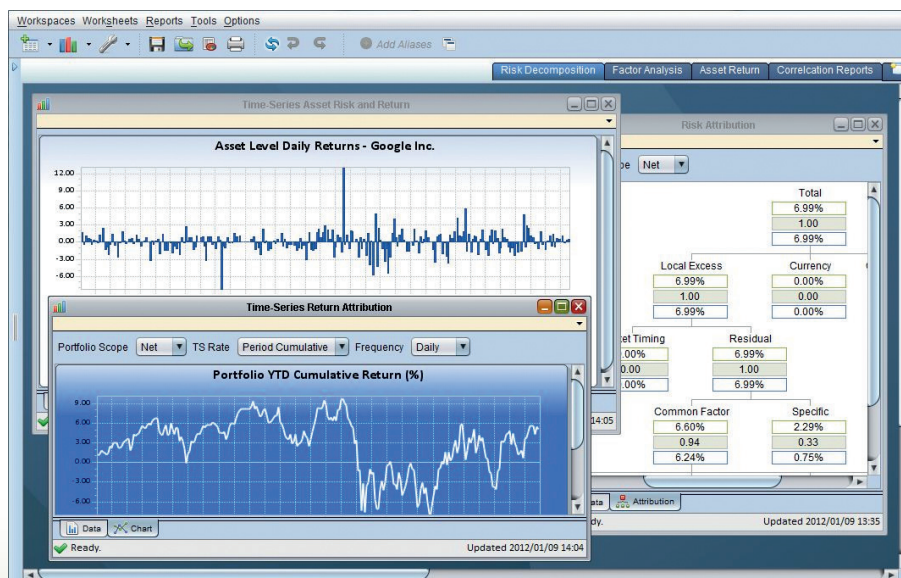 Workspaces Worksheets Reports Tools Options
Add Aliases
Risk Decomposition Factor Analysis Asset Return Correlcation Reports
Time-Series Asset Risk and Return
Asset Level Daily Returns - Google Inc.
12.00
9.00
6.00
3.00
0.00
-3.00
-6.00
14:05
Time-Series Return Attribution
Portfolio Scope Net TS Rate Period Cumulative Frequency Daily
Portfolio YTD Cumulative Return (%)
9.00
6.00
3.00
0.00
-3.00
-6.00
Data Chart
Ready. Updated 2012/01/09 14:04
Risk Attribution
Net
Total
6.99%
1.00
6.99%
Local Excess Currency
6.99% 0.00%
1.00 0.00
6.99% 0.00%
Timing Residual
.00% 6.99%
0.00 1.00
.00% 6.99%
Common Factor Specific
6.60% 2.29%
0.94 0.33
6.24% 0.75%
Attribution
Updated 2012/01/09 13:35